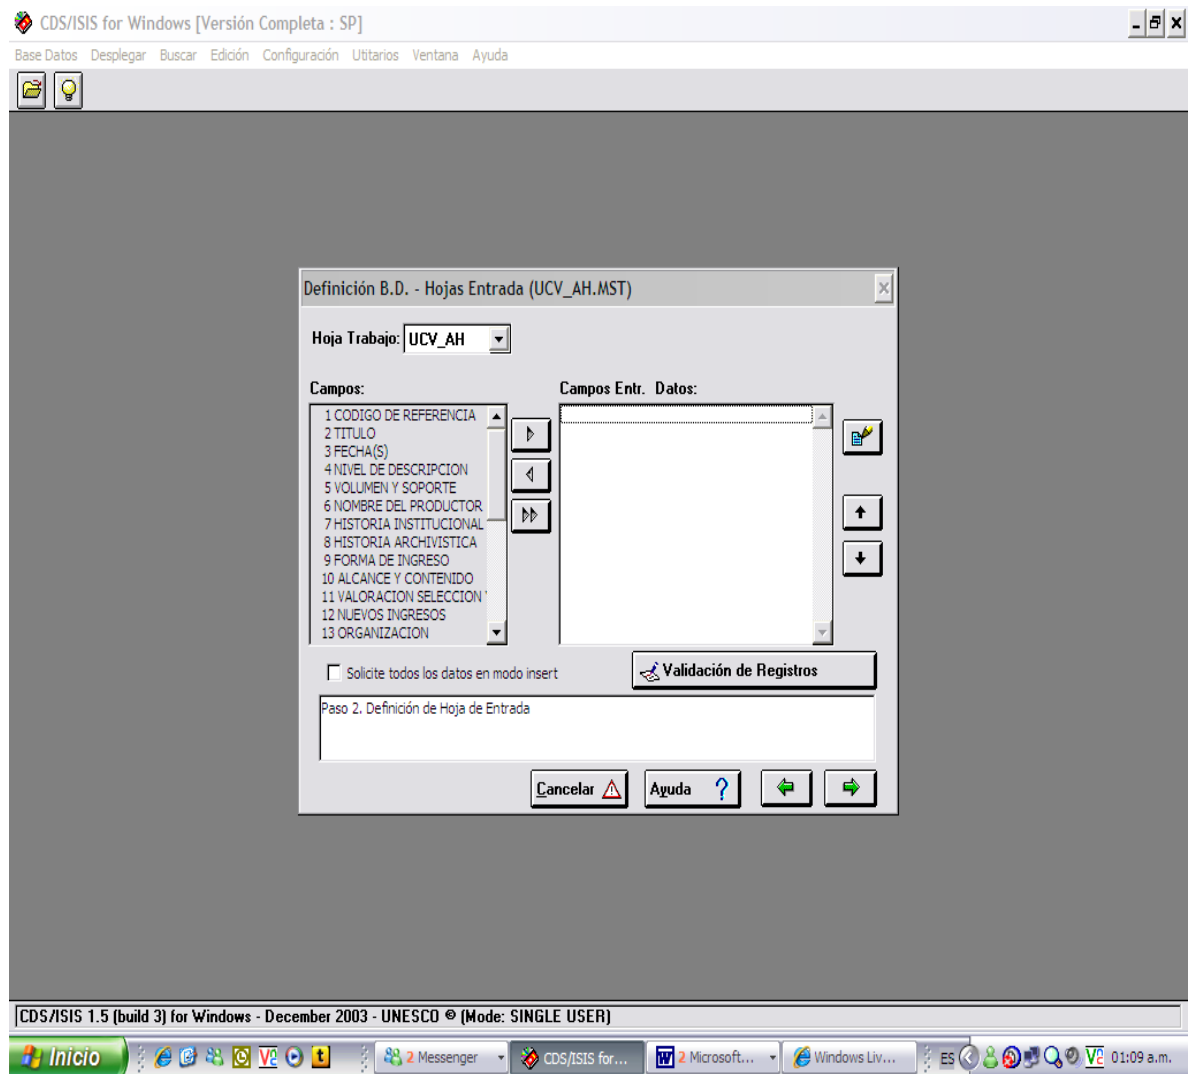 CDS/ISIS for Windows [Versión Completa : SP]
Base Datos Desplegar Buscar Edición Configuración Utitarios Ventana Ayuda
Definición B.D. - Hojas Entrada (UCV_AH.MST)
Hoja Trabajo: UCV_AH
Campos:
Campos Entr. Datos:
1 CODIGO DE REFERENCIA
2 TITULO
3 FECHA(S)
4 NIVEL DE DESCRIPCION
5 VOLUMEN Y SOPORTE
6 NOMBRE DEL PRODUCTOR
7 HISTORIA INSTITUCIONAL
8 HISTORIA ARCHIVISTICA
9 FORMA DE INGRESO
10 ALCANCE Y CONTENIDO
11 VALORACION SELECCION
12 NUEVOS INGRESOS
13 ORGANIZACION
Solicite todos los datos en modo insert
Validación de Registros
Paso 2. Definición de Hoja de Entrada
Cancelar
Ayuda ?
CDS/ISIS 1.5 (build 3) for Windows - December 2003 - UNESCO © (Mode: SINGLE USER)
Inicio
2 Messenger
CDS/ISIS for...
2 Microsoft...
Windows Liv...
ES
01:09 a.m.